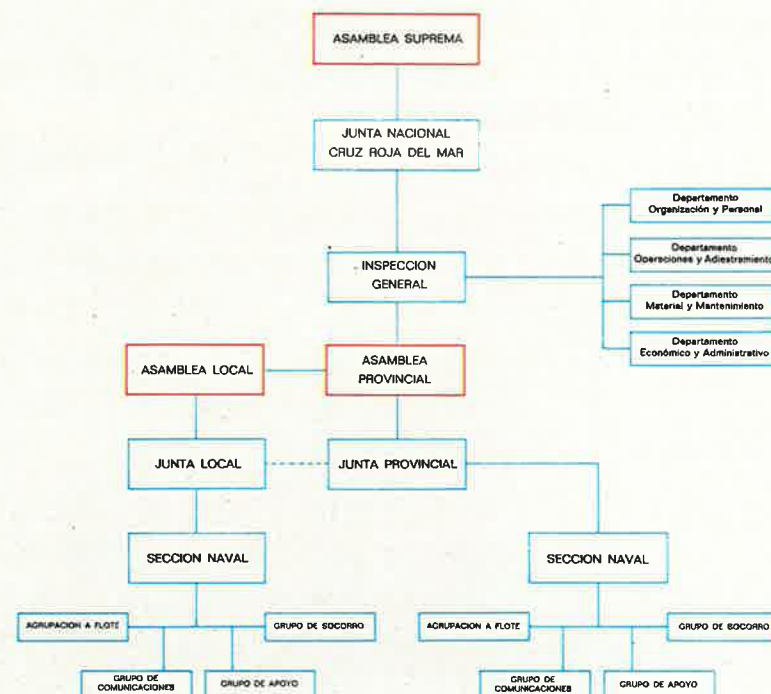 ASAMBLEA SUPREMA
JUNTA NACIONAL
CRUZ ROJA DEL MAR
INSPECCION
GENERAL
Departamento
Organización y Personal
Departamento
Operaciones y Adiestramiento
Departamento
Material y Mantenimiento
Departamento
Económico y Administrativo
ASAMBLEA LOCAL
ASAMBLEA
PROVINCIAL
JUNTA LOCAL
JUNTA PROVINCIAL
SECCION NAVAL
SECCION NAVAL
AGRUPACION A FLOTE
GRUPO DE SOCORRO
GRUPO DE
COMUNICACIONES
GRUPO DE APOYO
AGRUPACION A FLOTE
GRUPO DE SOCORRO
GRUPO DE
COMUNICACIONES
GRUPO DE APOYO